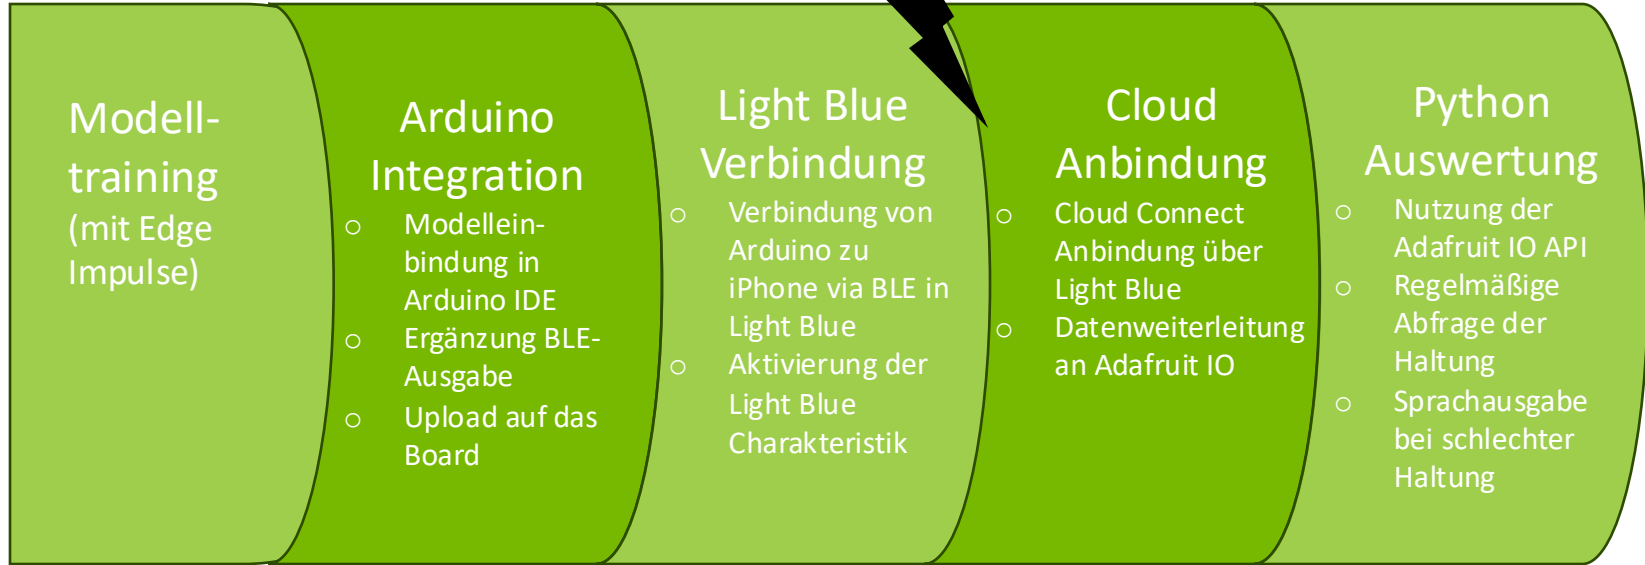 Modell-
training
(mit Edge
Impulse)
Arduino
Integration
o Modellein-
bindung in
Arduino IDE
o Ergänzung BLE-
Ausgabe
o Upload auf das
Board
Light Blue
Verbindung
o Verbindung von
Arduino zu
iPhone via BLE in
Light Blue
o Aktivierung der
Light Blue
Charakteristik
Cloud
Anbindung
o Cloud Connect
Anbindung über
Light Blue
o Datenweiterleitung
an Adafruit IO
Python
Auswertung
o Nutzung der
Adafruit IO API
o Regelmäßige
Abfrage der
Haltung
o Sprachausgabe
bei schlechter
Haltung